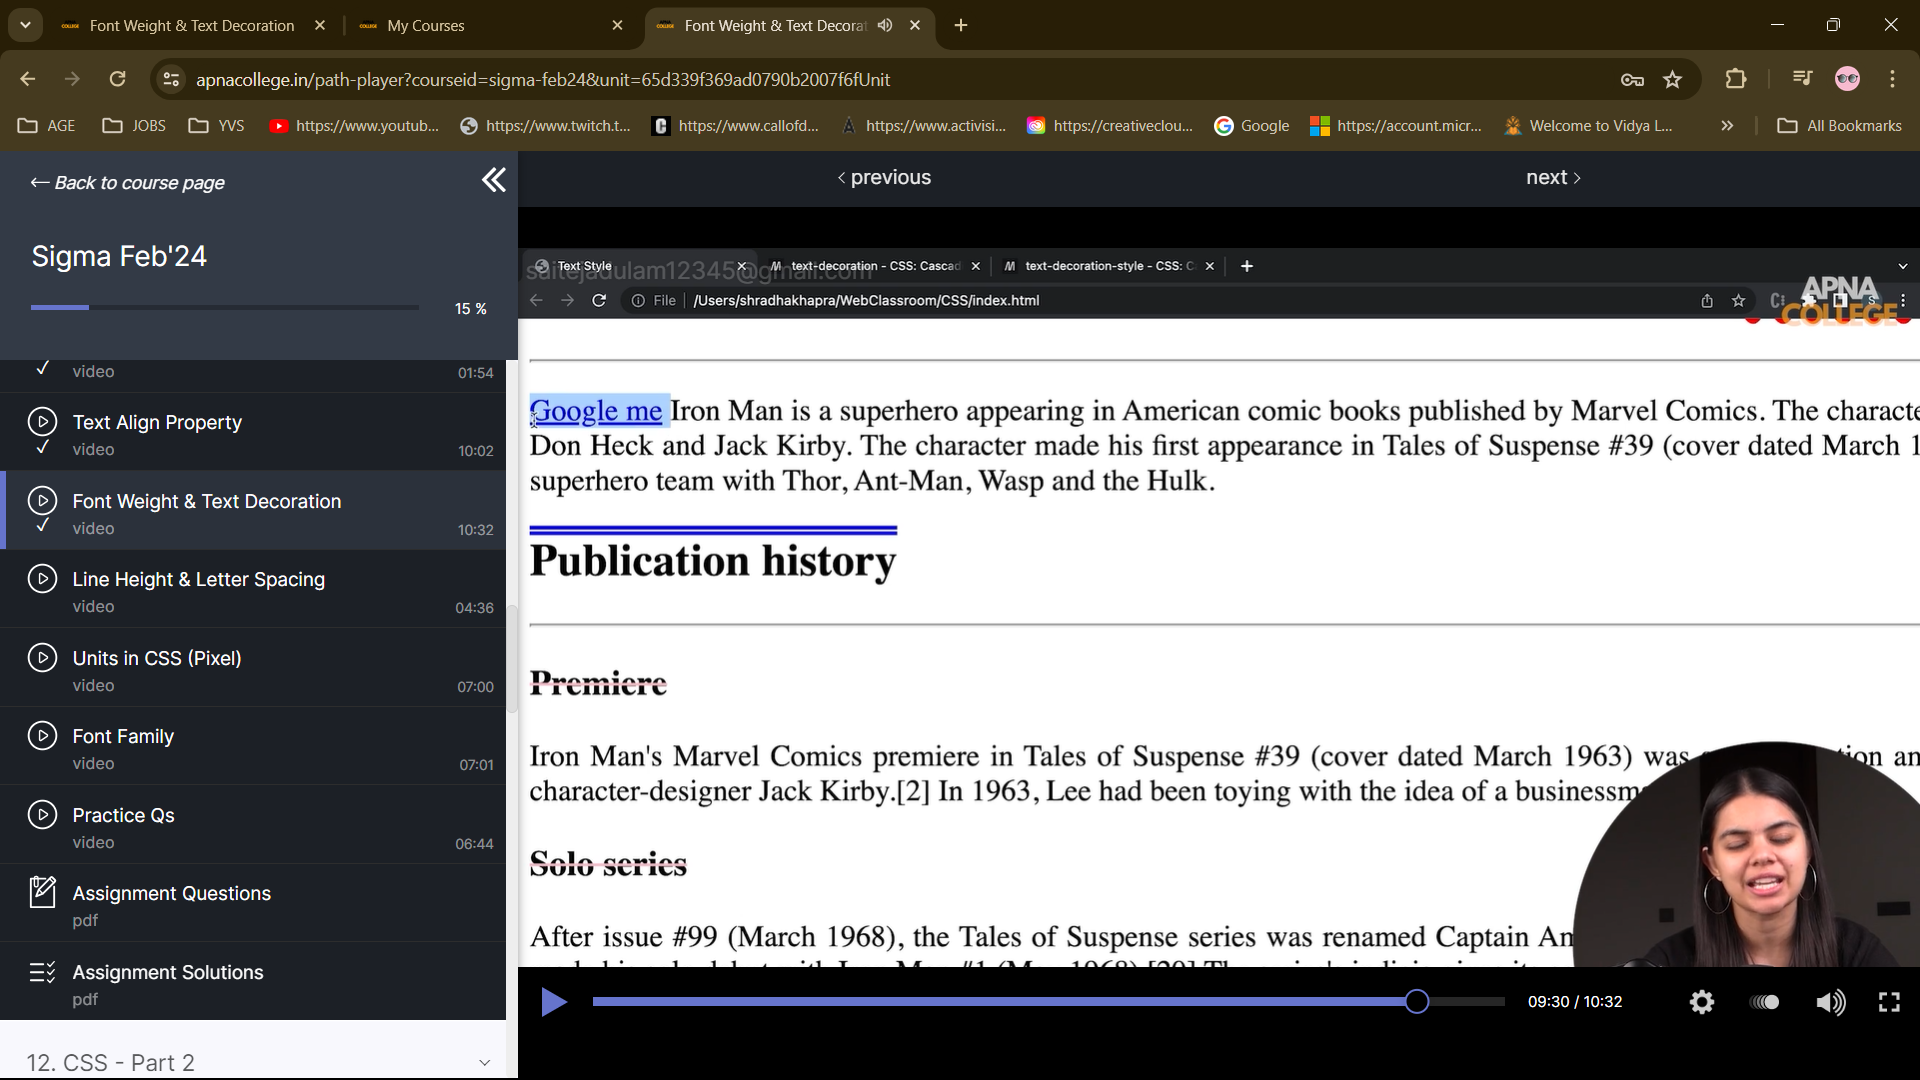 Font Weight & Text Decoration
My Courses
Font Weight & Text Decorat
apnacollege.in/path-player?courseid=sigma-feb24&unit=65d339f369ad0790b2007f6fUnit
AGE
JOBS
YVS
https://www.youtub...
https://www.twitch.t...
https://www.callofd...
https://www.activisi...
https://creativeclou...
Google
https://account.micr...
Welcome to Vidya L...
All Bookmarks
← Back to course page
‹ previous
next ›
Sigma Feb'24
15 %
video
01:54
Text Align Property
video
10:02
Font Weight & Text Decoration
video
10:32
Line Height & Letter Spacing
video
04:36
Units in CSS (Pixel)
video
07:00
Font Family
video
07:01
Practice Qs
video
06:44
Assignment Questions
pdf
Assignment Solutions
pdf
12. CSS - Part 2
Text Style
text-decoration - CSS: Cascad
text-decoration-style - CSS: C
File
/Users/shradhakhapra/WebClassroom/CSS/index.html
APNA
COLLEGE
Google me Iron Man is a superhero appearing in American comic books published by Marvel Comics. The characte
Don Heck and Jack Kirby. The character made his first appearance in Tales of Suspense #39 (cover dated March 1
superhero team with Thor, Ant-Man, Wasp and the Hulk.
Publication history
Premiere
Iron Man's Marvel Comics premiere in Tales of Suspense #39 (cover dated March 1963) was
character-designer Jack Kirby.[2] In 1963, Lee had been toying with the idea of a businessm
Solo series
After issue #99 (March 1968), the Tales of Suspense series was renamed Captain Am
09:30 / 10:32